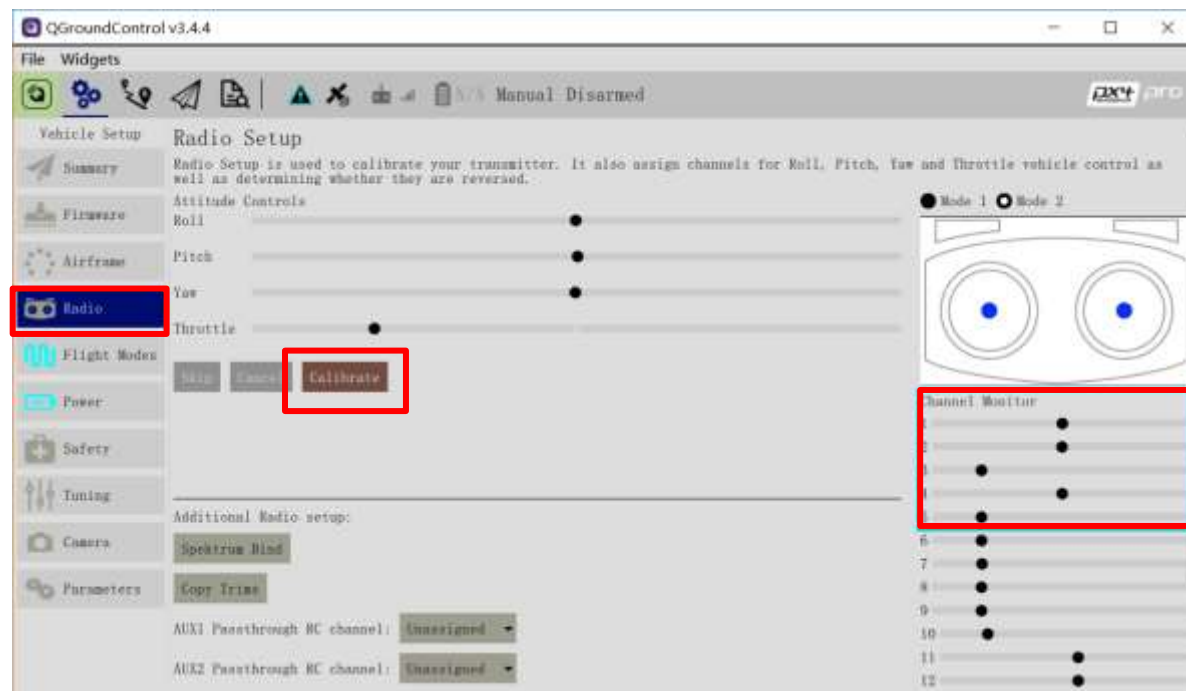 QGroundControl v3.4.4
File Widgets
Manual Disarmed
px4 pro
Vehicle Setup
Summary
Firmware
Airframe
Radio
Flight Modes
Power
Safety
Tuning
Camera
Parameters
Radio Setup
Radio Setup is used to calibrate your transmitter. It also assign channels for Roll, Pitch, Yaw and Throttle vehicle control as
well as determining whether they are reversed.
Attitude Controls
Roll
Pitch
Yaw
Throttle
Skip Cancel Calibrate
Additional Radio setup:
Spektrum Bind
Copy Trims
AUX1 Passthrough RC channel: Unassigned
AUX2 Passthrough RC channel: Unassigned
Mode 1 Mode 2
Channel Monitor
1
2
3
4
5
6
7
8
9
10
11
12